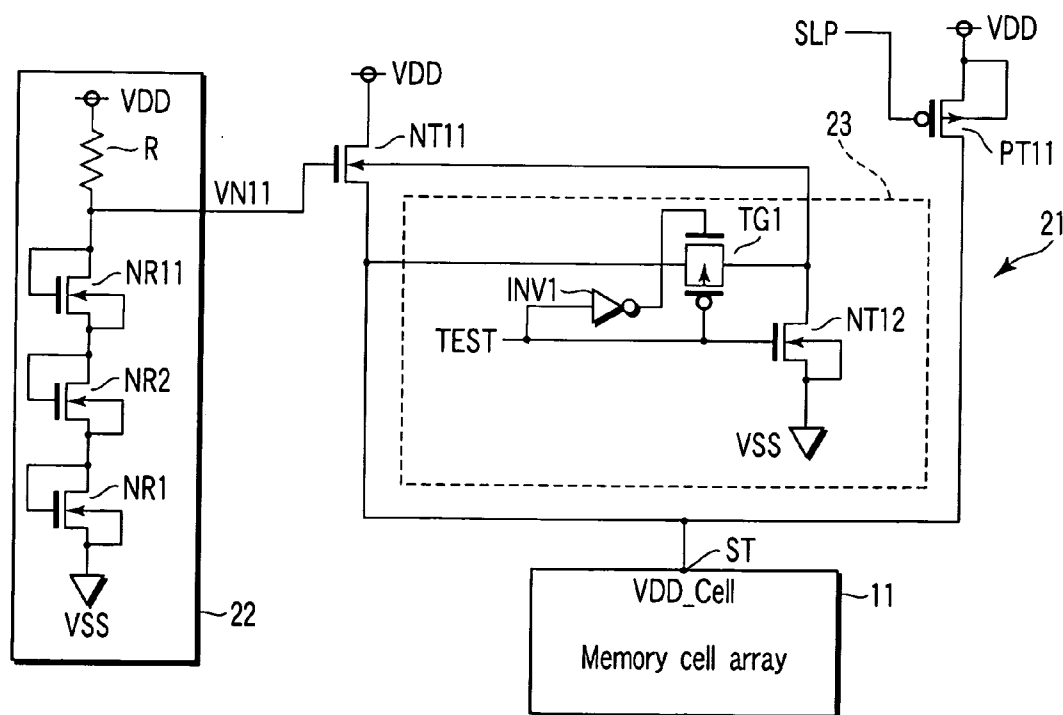 SLP
VDD
PT11
VDD
NT11
VDD
R
VN11
23
TG1
21
INV1
NR11
TEST
NT12
NR2
VSS
NR1
VSS
22
ST
VDD_Cell
11
Memory cell array